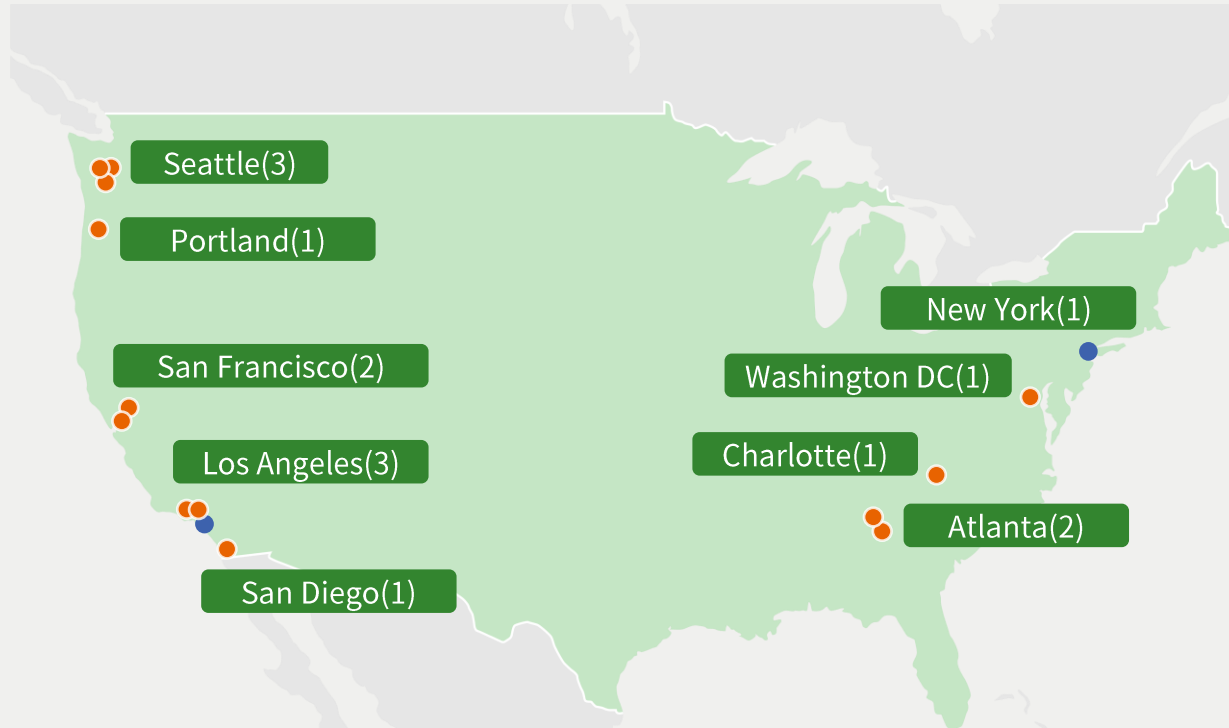 Seattle(3)
Portland(1)
New York(1)
San Francisco(2)
Washington DC(1)
Charlotte(1)
Los Angeles(3)
Atlanta(2)
San Diego(1)